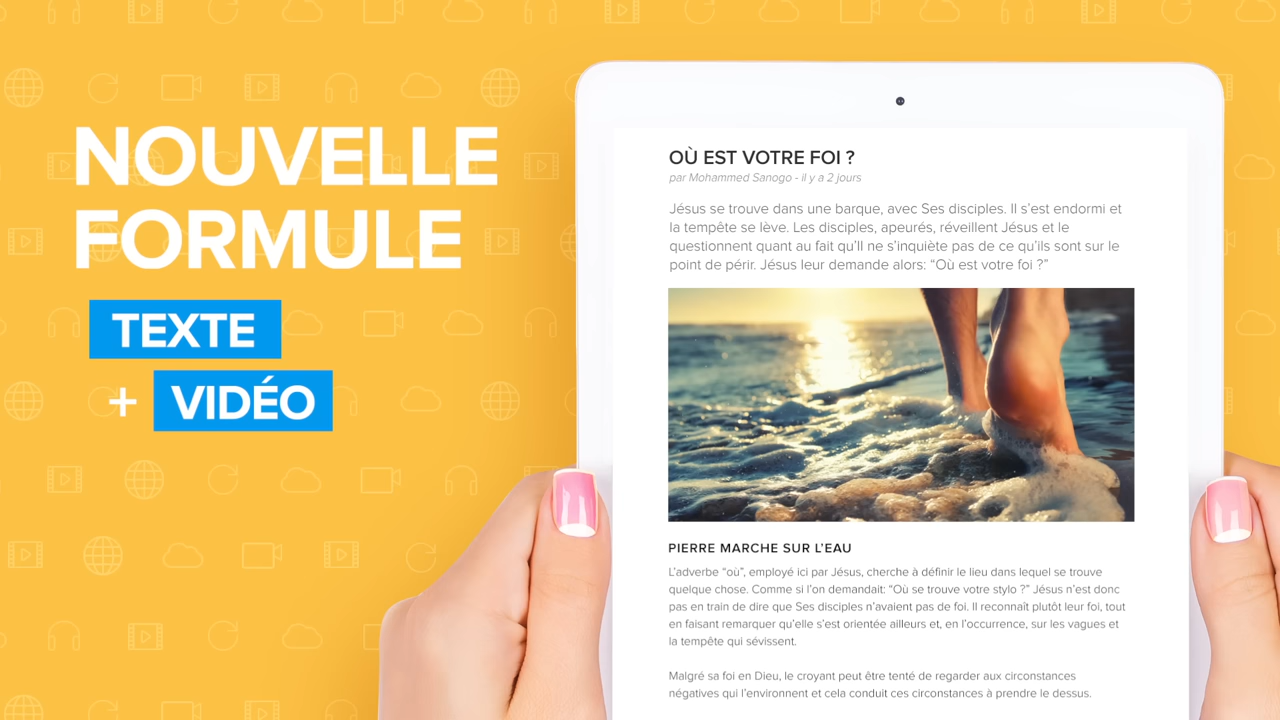 NOUVELLE
FORMULE
TEXTE
+ VIDÉO
OÙ EST VOTRE FOI ?
par Mohammed Sanogo - il y a 2 jours
Jésus se trouve dans une barque, avec Ses disciples. Il s'est endormi et
la tempête se lève. Les disciples, apeurés, réveillent Jésus et le
questionnent quant au fait qu'Il ne s'inquiète pas de ce qu'ils sont sur le
point de périr. Jésus leur demande alors: “Où est votre foi ?”
PIERRE MARCHE SUR L'EAU
L'adverbe “où”, employé ici par Jésus, cherche à définir le lieu dans lequel se trouve
quelque chose. Comme si l'on demandait: “Où se trouve votre stylo ?” Jésus n'est donc
pas en train de dire que Ses disciples n'avaient pas de foi. Il reconnaît plutôt leur foi, tout
en faisant remarquer qu'elle s'est orientée ailleurs et, en l'occurrence, sur les vagues et
la tempête qui sévissent.
Malgré sa foi en Dieu, le croyant peut être tenté de regarder aux circonstances
négatives qui l'environnent et cela conduit ces circonstances à prendre le dessus.